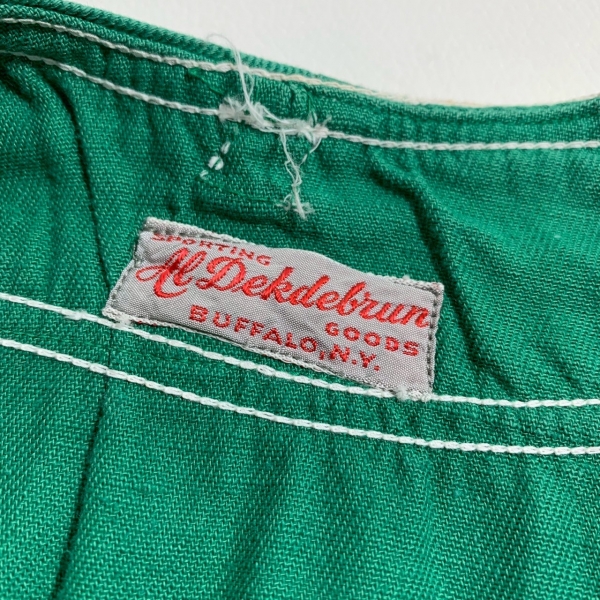 SPORTING
Al Dekdebrun
GOODS
BUFFALO, N.Y.